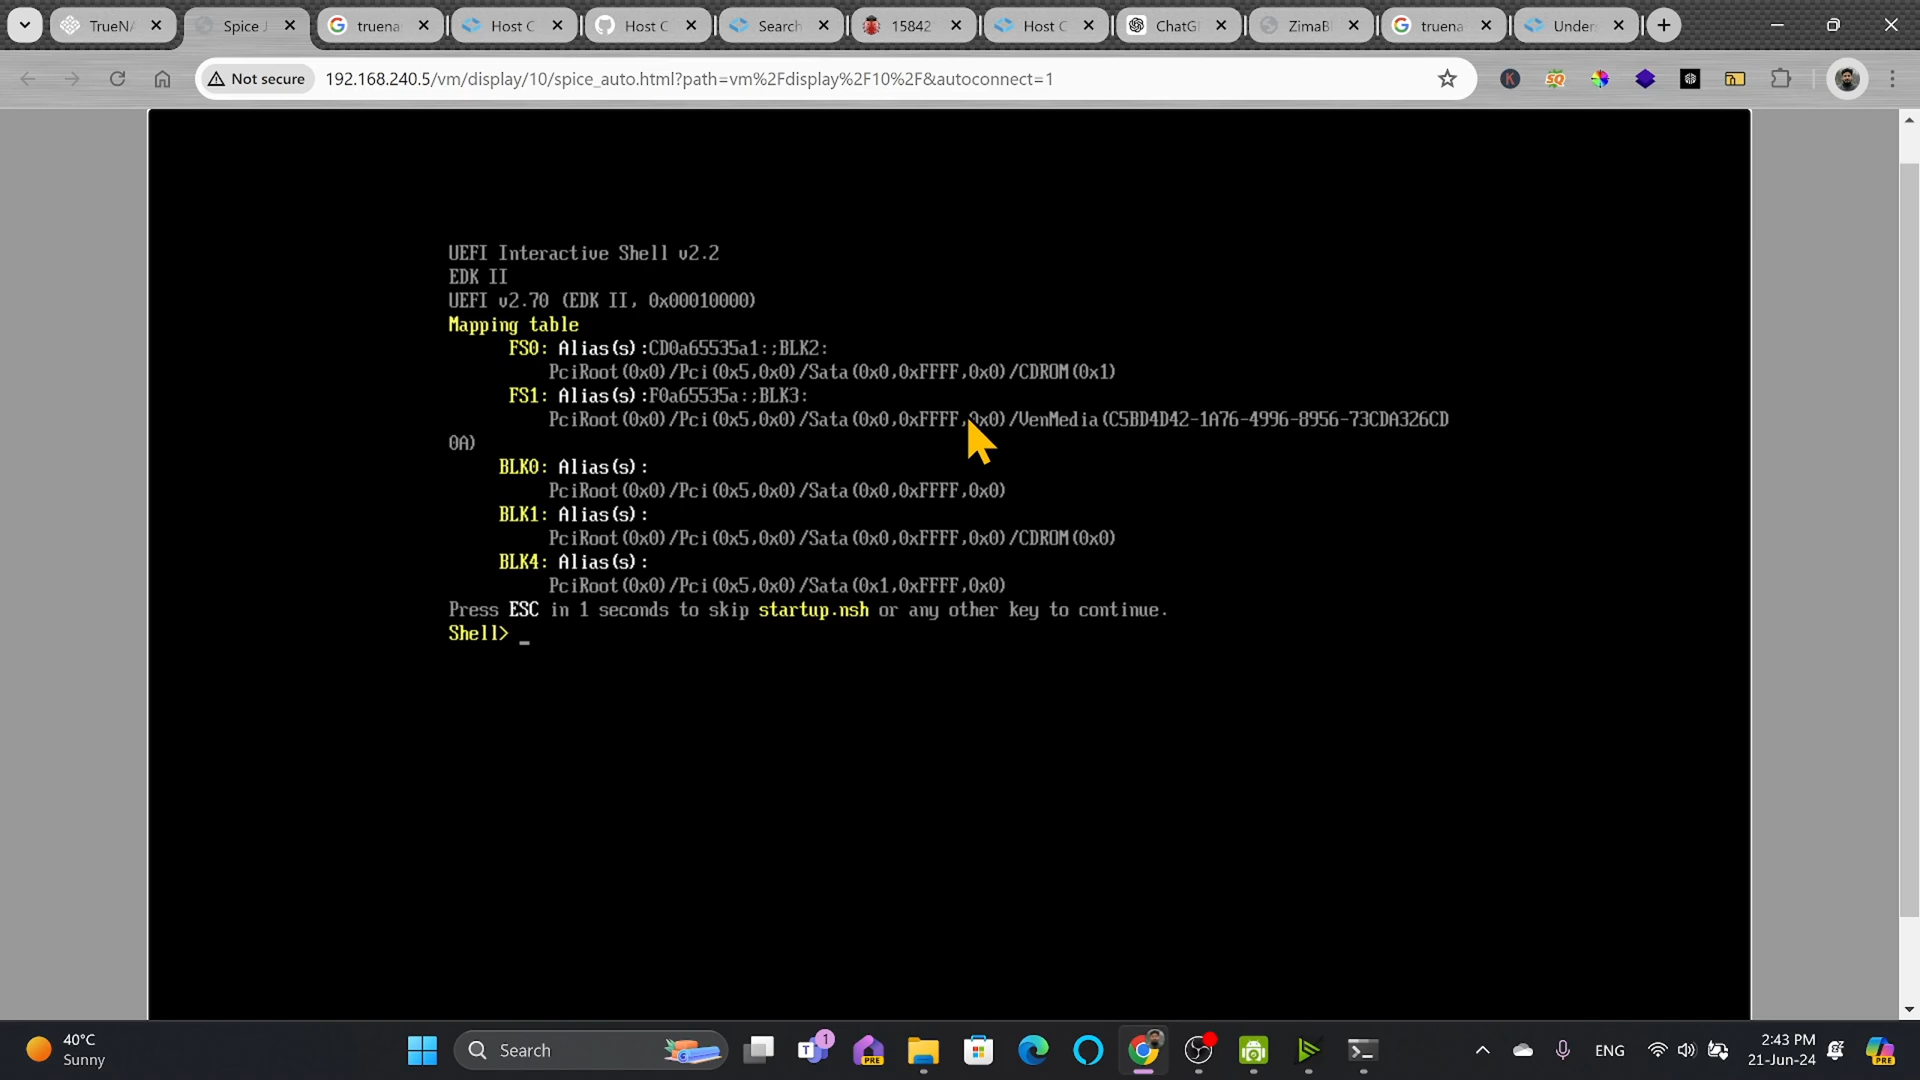 TrueNA
Spice J
truena
Host C
Host C
Search
15842
Host C
ChatG
ZimaBl
truena
Under
Not secure
192.168.240.5/vm/display/10/spice_auto.html?path=vm%2Fdisplay%2F10%2F&autoconnect=1
UEFI Interactive Shell v2.2
EDK II
UEFI v2.70 (EDK II, 0x00010000)
Mapping table
FS0: Alias(s):CD0a65535a1:;BLK2:
PciRoot(0x0)/Pci(0x5,0x0)/Sata(0x0,0xFFFF,0x0)/CDROM(0x1)
FS1: Alias(s):F0a65535a:;BLK3:
PciRoot(0x0)/Pci(0x5,0x0)/Sata(0x0,0xFFFF,0x0)/VenMedia(C5BD4D42-1A76-4996-8956-73CDA326CD
0A)
BLK0: Alias(s):
PciRoot(0x0)/Pci(0x5,0x0)/Sata(0x0,0xFFFF,0x0)
BLK1: Alias(s):
PciRoot(0x0)/Pci(0x5,0x0)/Sata(0x0,0xFFFF,0x0)/CDROM(0x0)
BLK4: Alias(s):
PciRoot(0x0)/Pci(0x5,0x0)/Sata(0x1,0xFFFF,0x0)
Press ESC in 1 seconds to skip startup.nsh or any other key to continue.
Shell> _
40°C
Sunny
Search
1
PRE
ENG
2:43 PM
21-Jun-24
PRE